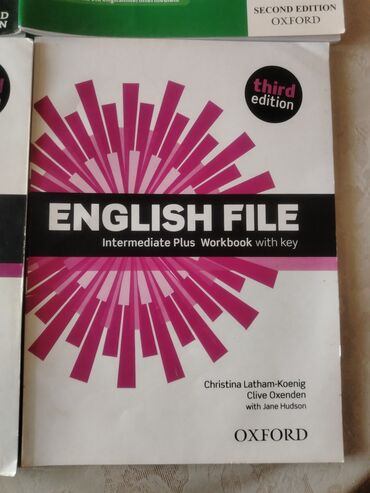 SECOND EDITION
OXFORD
third
edition
ENGLISH FILE
Intermediate Plus Workbook with key
Christina Latham-Koenig
Clive Oxenden
with Jane Hudson
OXFORD